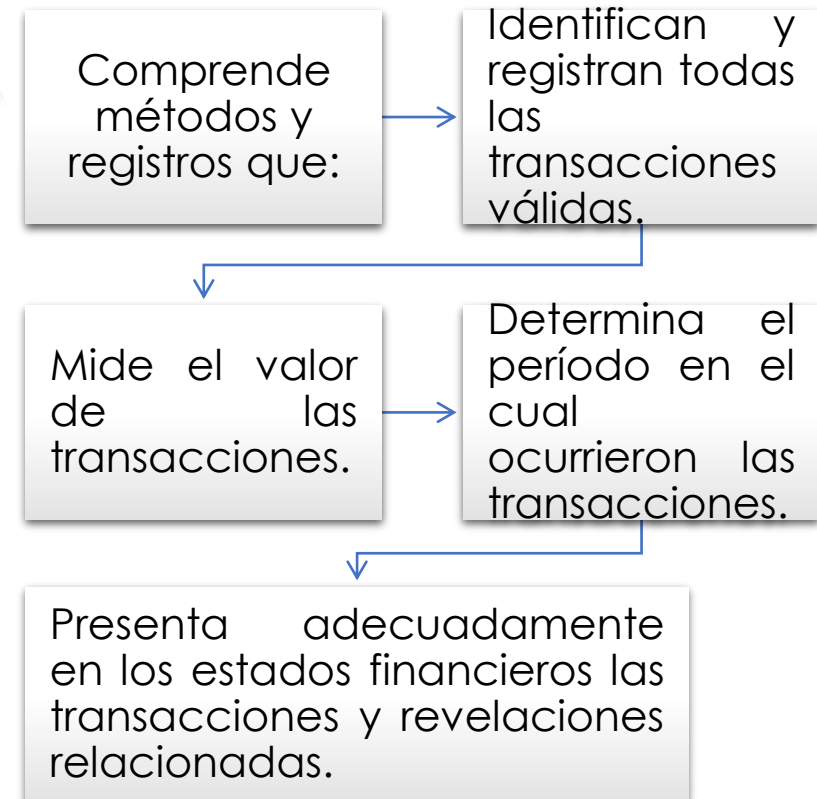 Comprende
métodos y
registros que:
Identifican y
registran todas
las
transacciones
válidas.
Mide el valor
de las
transacciones.
Determina el
período en el
cual
ocurrieron las
transacciones.
Presenta adecuadamente
en los estados financieros las
transacciones y revelaciones
relacionadas.